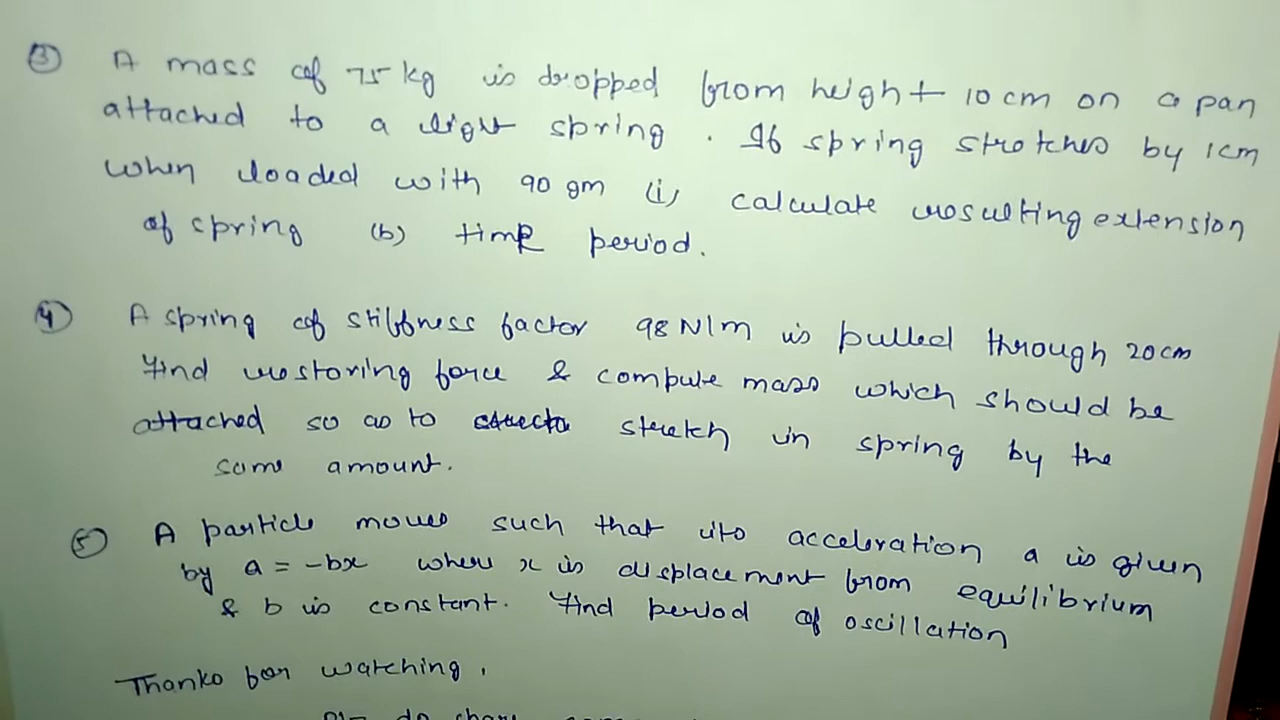 ③ A mass of 75 kg is dropped from height 10 cm on a pan
attached to a light spring. If spring stretches by 1cm
when loaded with 90 gm (i) calculate resulting extension
of spring (b) time period.
④ A spring of stiffness factor 98 N/m is pulled through 20 cm
Find restoring force & compute mass which should be
attached so as to stretch in spring by the
same amount.
⑤ A particle moves such that its acceleration a is given
by a = -bx where x is displacement from equilibrium
& b is constant. Find period of oscillation
Thanks for watching.
do share